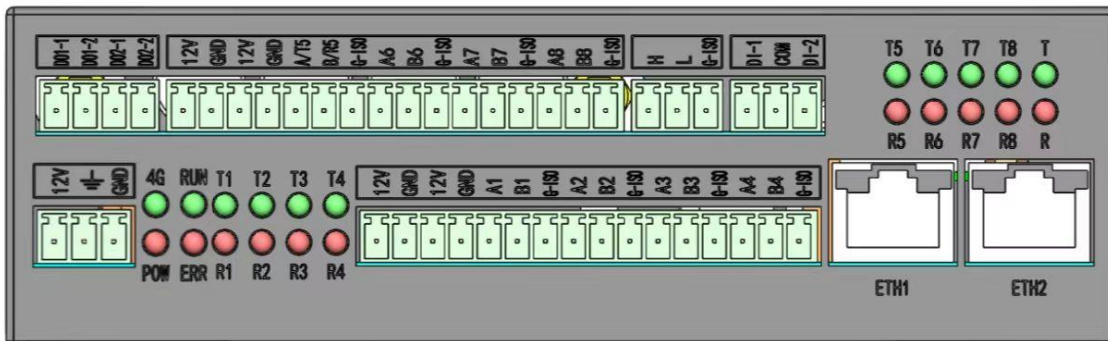 DO1-1 DO1-2 DO2-1 DO2-2 12V GND 12V GND A/T5 B/R5 G-ISO A6 B6 G-ISO A7 B7 G-ISO A8 B8 G-ISO H L G-ISO DI-1 COM DI-2
T5 T6 T7 T8 T
R5 R6 R7 R8 R
12V GND
4G RUN T1 T2 T3 T4
POW ERR R1 R2 R3 R4
12V GND 12V GND A1 B1 G-ISO A2 B2 G-ISO A3 B3 G-ISO A4 B4 G-ISO
ETH1 ETH2